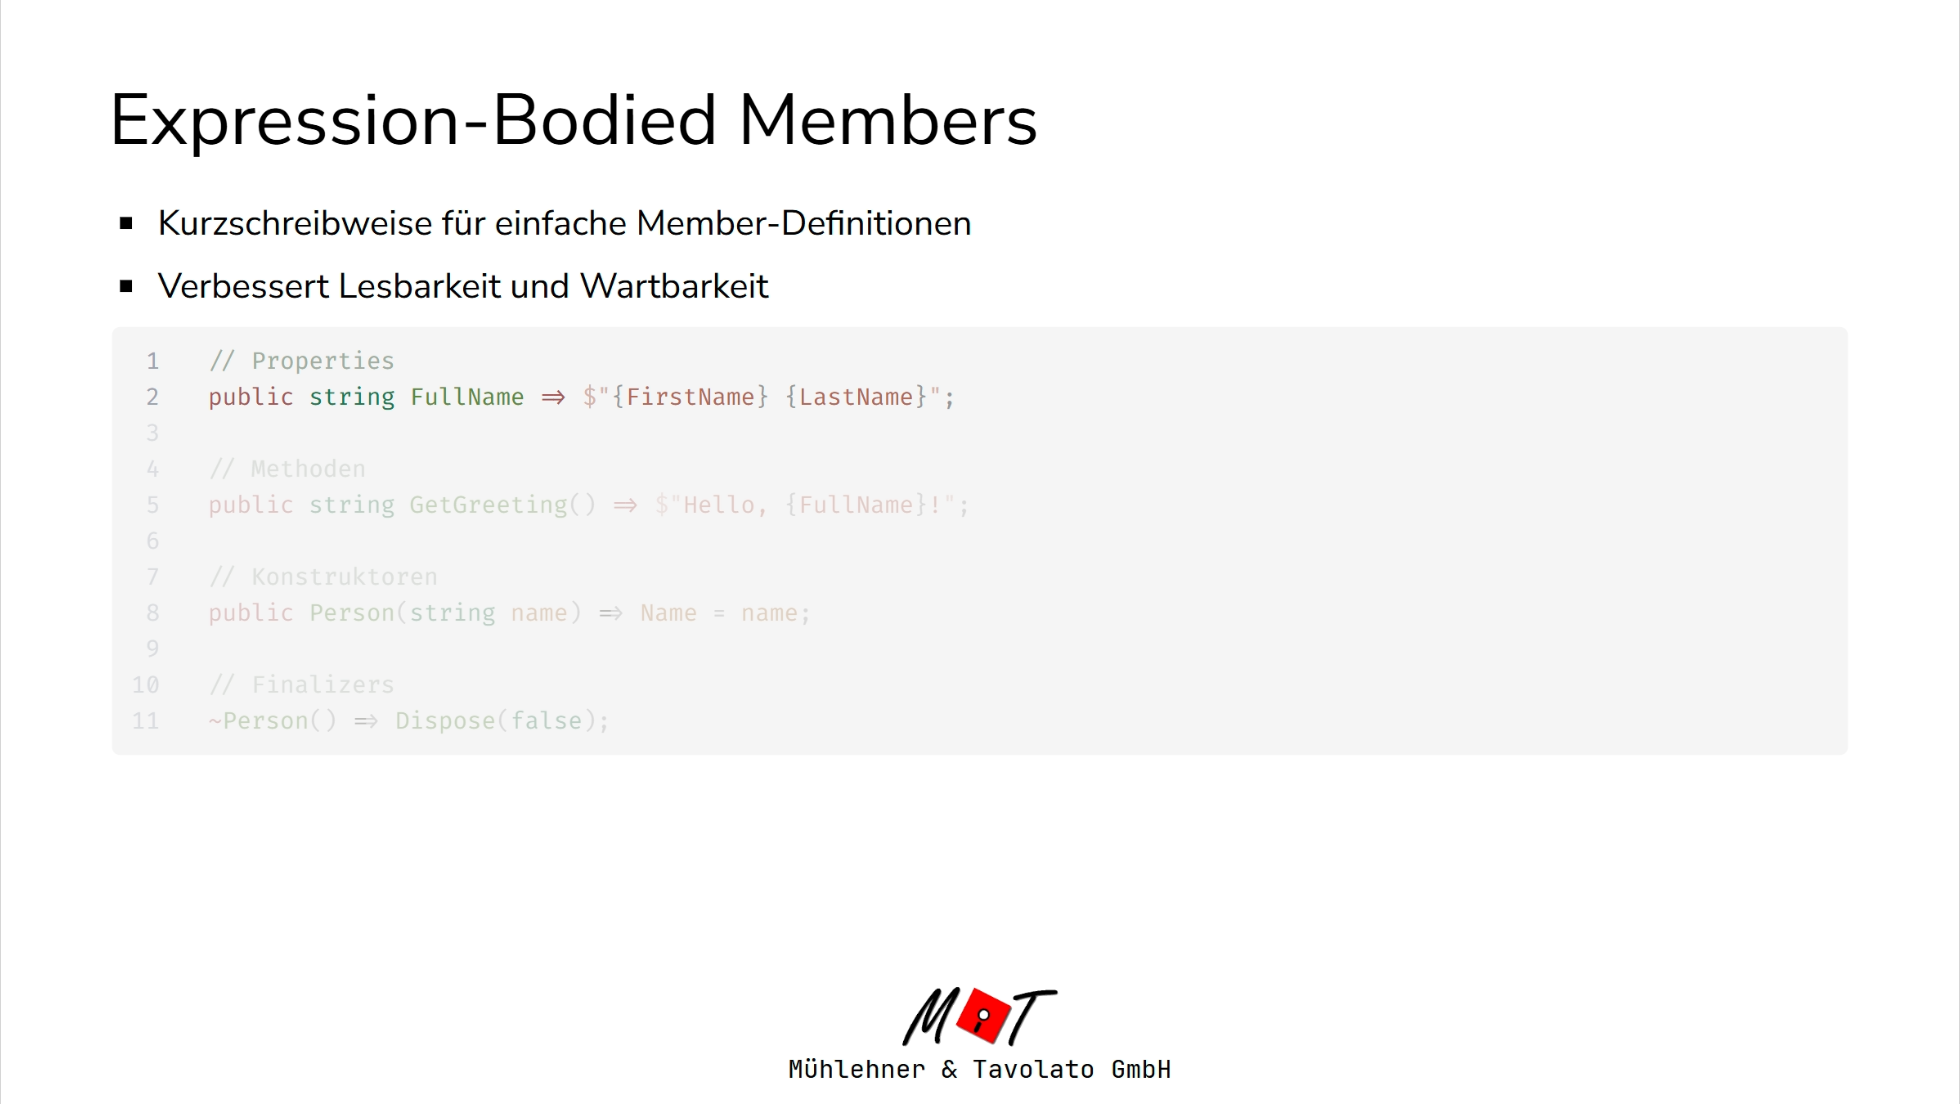 Expression-Bodied Members
▪ Kurzschreibweise für einfache Member-Definitionen
▪ Verbessert Lesbarkeit und Wartbarkeit
1 // Properties
2 public string FullName => $"{FirstName} {LastName}";
3
4 // Methoden
5 public string GetGreeting() => $"Hello, {FullName}!";
6
7 // Konstruktoren
8 public Person(string name) => Name = name;
9
10 // Finalizers
11 ~Person() => Dispose(false);
M T
Mühlehner & Tavolato GmbH